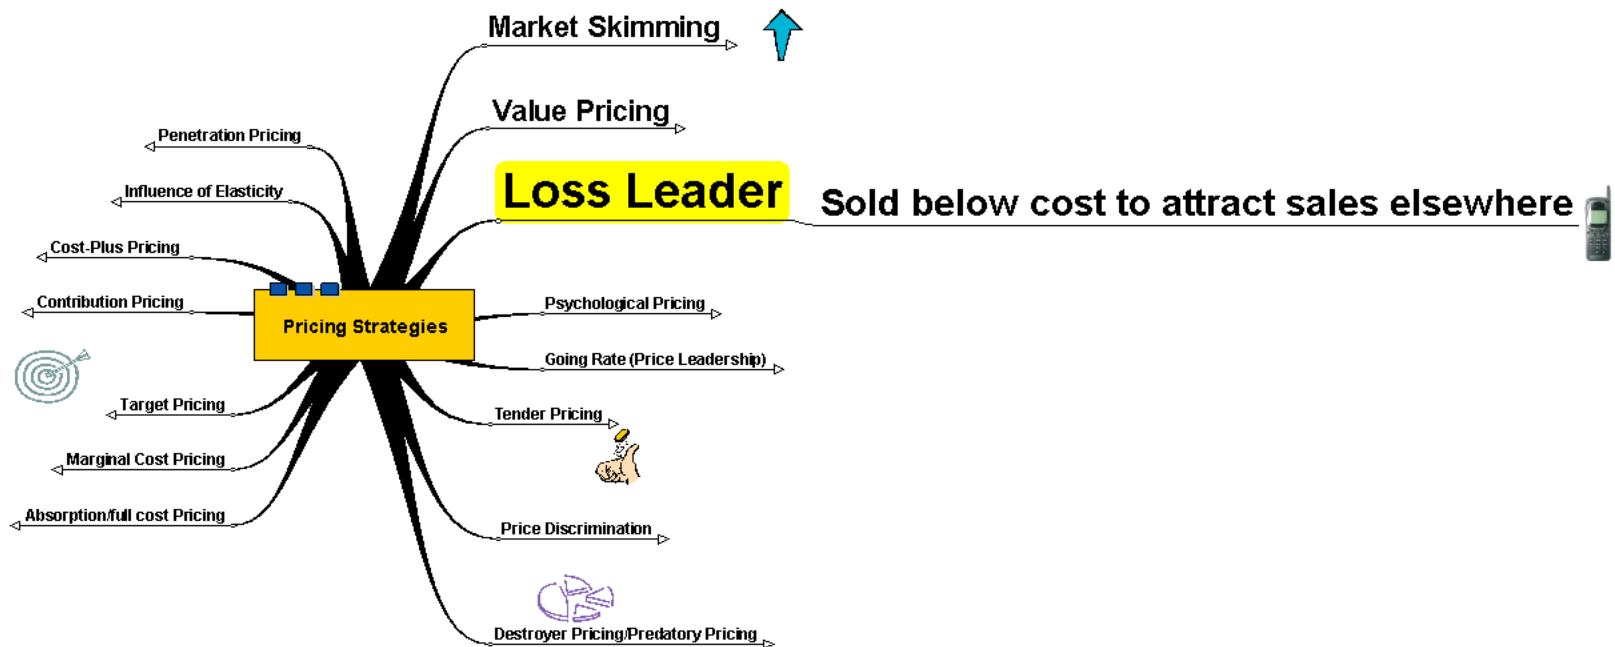 Market Skimming
Value Pricing
Penetration Pricing
Loss Leader
Sold below cost to attract sales elsewhere
Influence of Elasticity
Cost-Plus Pricing
Contribution Pricing
Psychological Pricing
Pricing Strategies
Going Rate (Price Leadership)
Target Pricing
Tender Pricing
Marginal Cost Pricing
Absorption/full cost Pricing
Price Discrimination
Destroyer Pricing/Predatory Pricing